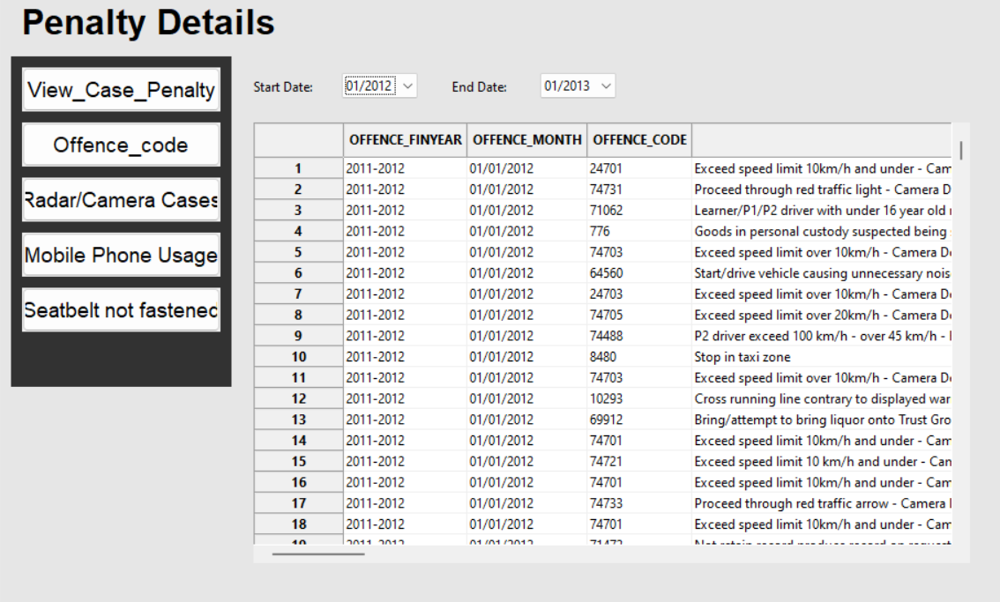 Penalty Details
View_Case_Penalty
Offence_code
Radar/Camera Cases
Mobile Phone Usage
Seatbelt not fastened
Start Date: 01/2012 End Date: 01/2013
OFFENCE_FINYEAR OFFENCE_MONTH OFFENCE_CODE
1 2011-2012 01/01/2012 24701 Exceed speed limit 10km/h and under - Cam
2 2011-2012 01/01/2012 74731 Proceed through red traffic light - Camera D
3 2011-2012 01/01/2012 71062 Learner/P1/P2 driver with under 16 year old
4 2011-2012 01/01/2012 776 Goods in personal custody suspected being
5 2011-2012 01/01/2012 74703 Exceed speed limit over 10km/h - Camera De
6 2011-2012 01/01/2012 64560 Start/drive vehicle causing unnecessary nois
7 2011-2012 01/01/2012 24703 Exceed speed limit over 10km/h - Camera De
8 2011-2012 01/01/2012 74705 Exceed speed limit over 20km/h - Camera De
9 2011-2012 01/01/2012 74488 P2 driver exceed 100 km/h - over 45 km/h -
10 2011-2012 01/01/2012 8480 Stop in taxi zone
11 2011-2012 01/01/2012 74703 Exceed speed limit over 10km/h - Camera De
12 2011-2012 01/01/2012 10293 Cross running line contrary to displayed war
13 2011-2012 01/01/2012 69912 Bring/attempt to bring liquor onto Trust Gro
14 2011-2012 01/01/2012 74701 Exceed speed limit 10km/h and under - Cam
15 2011-2012 01/01/2012 74721 Exceed speed limit 10 km/h and under - Can
16 2011-2012 01/01/2012 74701 Exceed speed limit 10km/h and under - Cam
17 2011-2012 01/01/2012 74733 Proceed through red traffic arrow - Camera
18 2011-2012 01/01/2012 74701 Exceed speed limit 10km/h and under - Cam
19 2011-2012 01/01/2012 Not retain record produce record on request